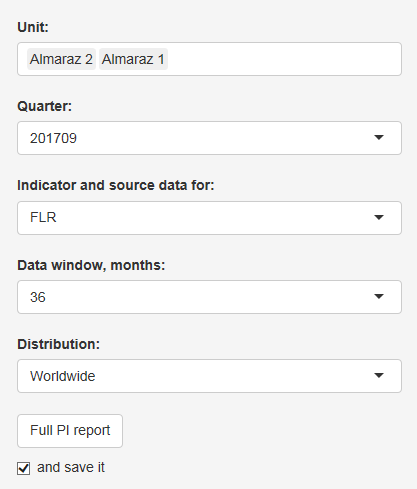 Unit:
Almaraz 2 Almaraz 1
Quarter:
201709
Indicator and source data for:
FLR
Data window, months:
36
Distribution:
Worldwide
Full PI report
and save it